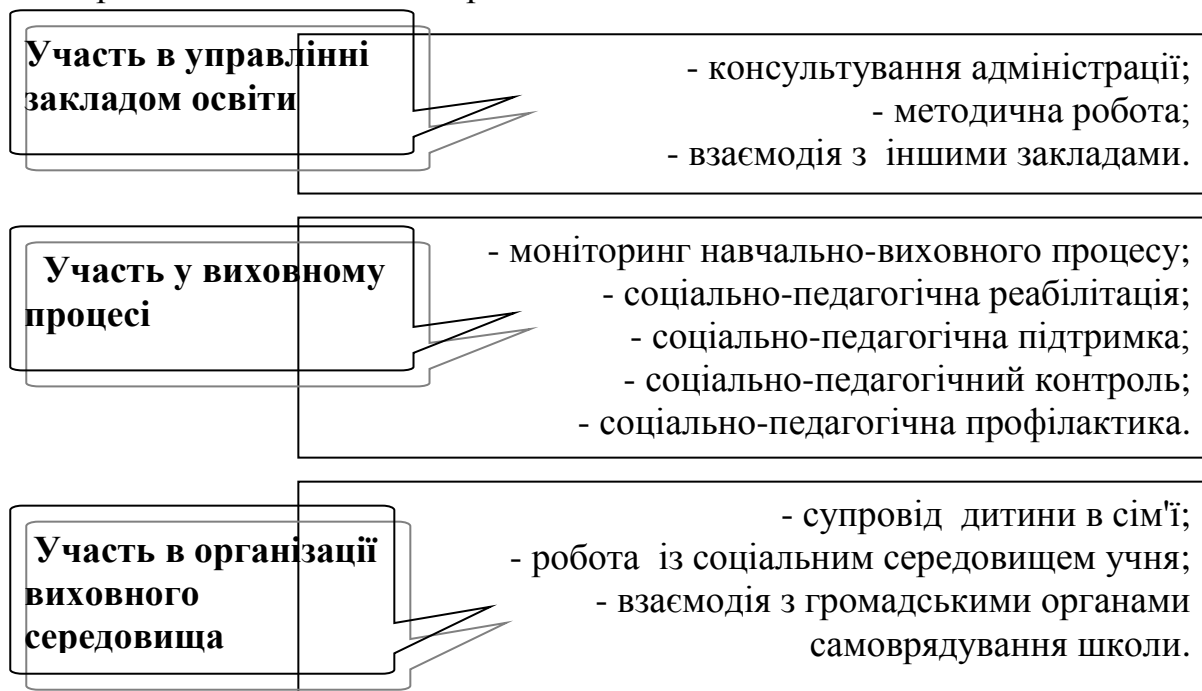 Участь в управлінні
закладом освіти
- консультування адміністрації;
- методична робота;
- взаємодія з іншими закладами.
Участь у виховному
процесі
- моніторинг навчально-виховного процесу;
- соціально-педагогічна реабілітація;
- соціально-педагогічна підтримка;
- соціально-педагогічний контроль;
- соціально-педагогічна профілактика.
Участь в організації
виховного
середовища
- супровід дитини в сім'ї;
- робота із соціальним середовищем учня;
- взаємодія з громадськими органами
самоврядування школи.